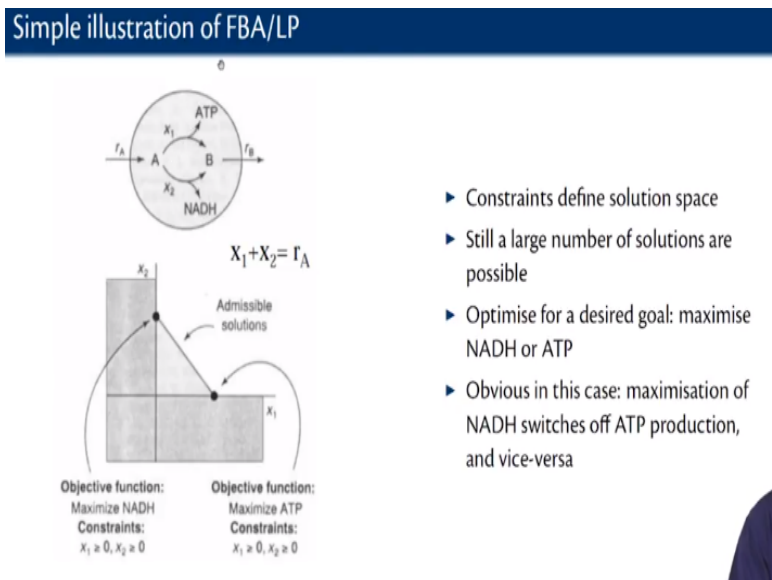 Simple illustration of FBA/LP
ATP
x₁
r_A
A
B
r_B
x₂
NADH
x₁+x₂= r_A
x₂
Admissible
solutions
x₁
Objective function:
Maximize NADH
Constraints:
x₁ ≥ 0, x₂ ≥ 0
Objective function:
Maximize ATP
Constraints:
x₁ ≥ 0, x₂ ≥ 0
▸ Constraints define solution space
▸ Still a large number of solutions are
possible
▸ Optimise for a desired goal: maximise
NADH or ATP
▸ Obvious in this case: maximisation of
NADH switches off ATP production,
and vice-versa